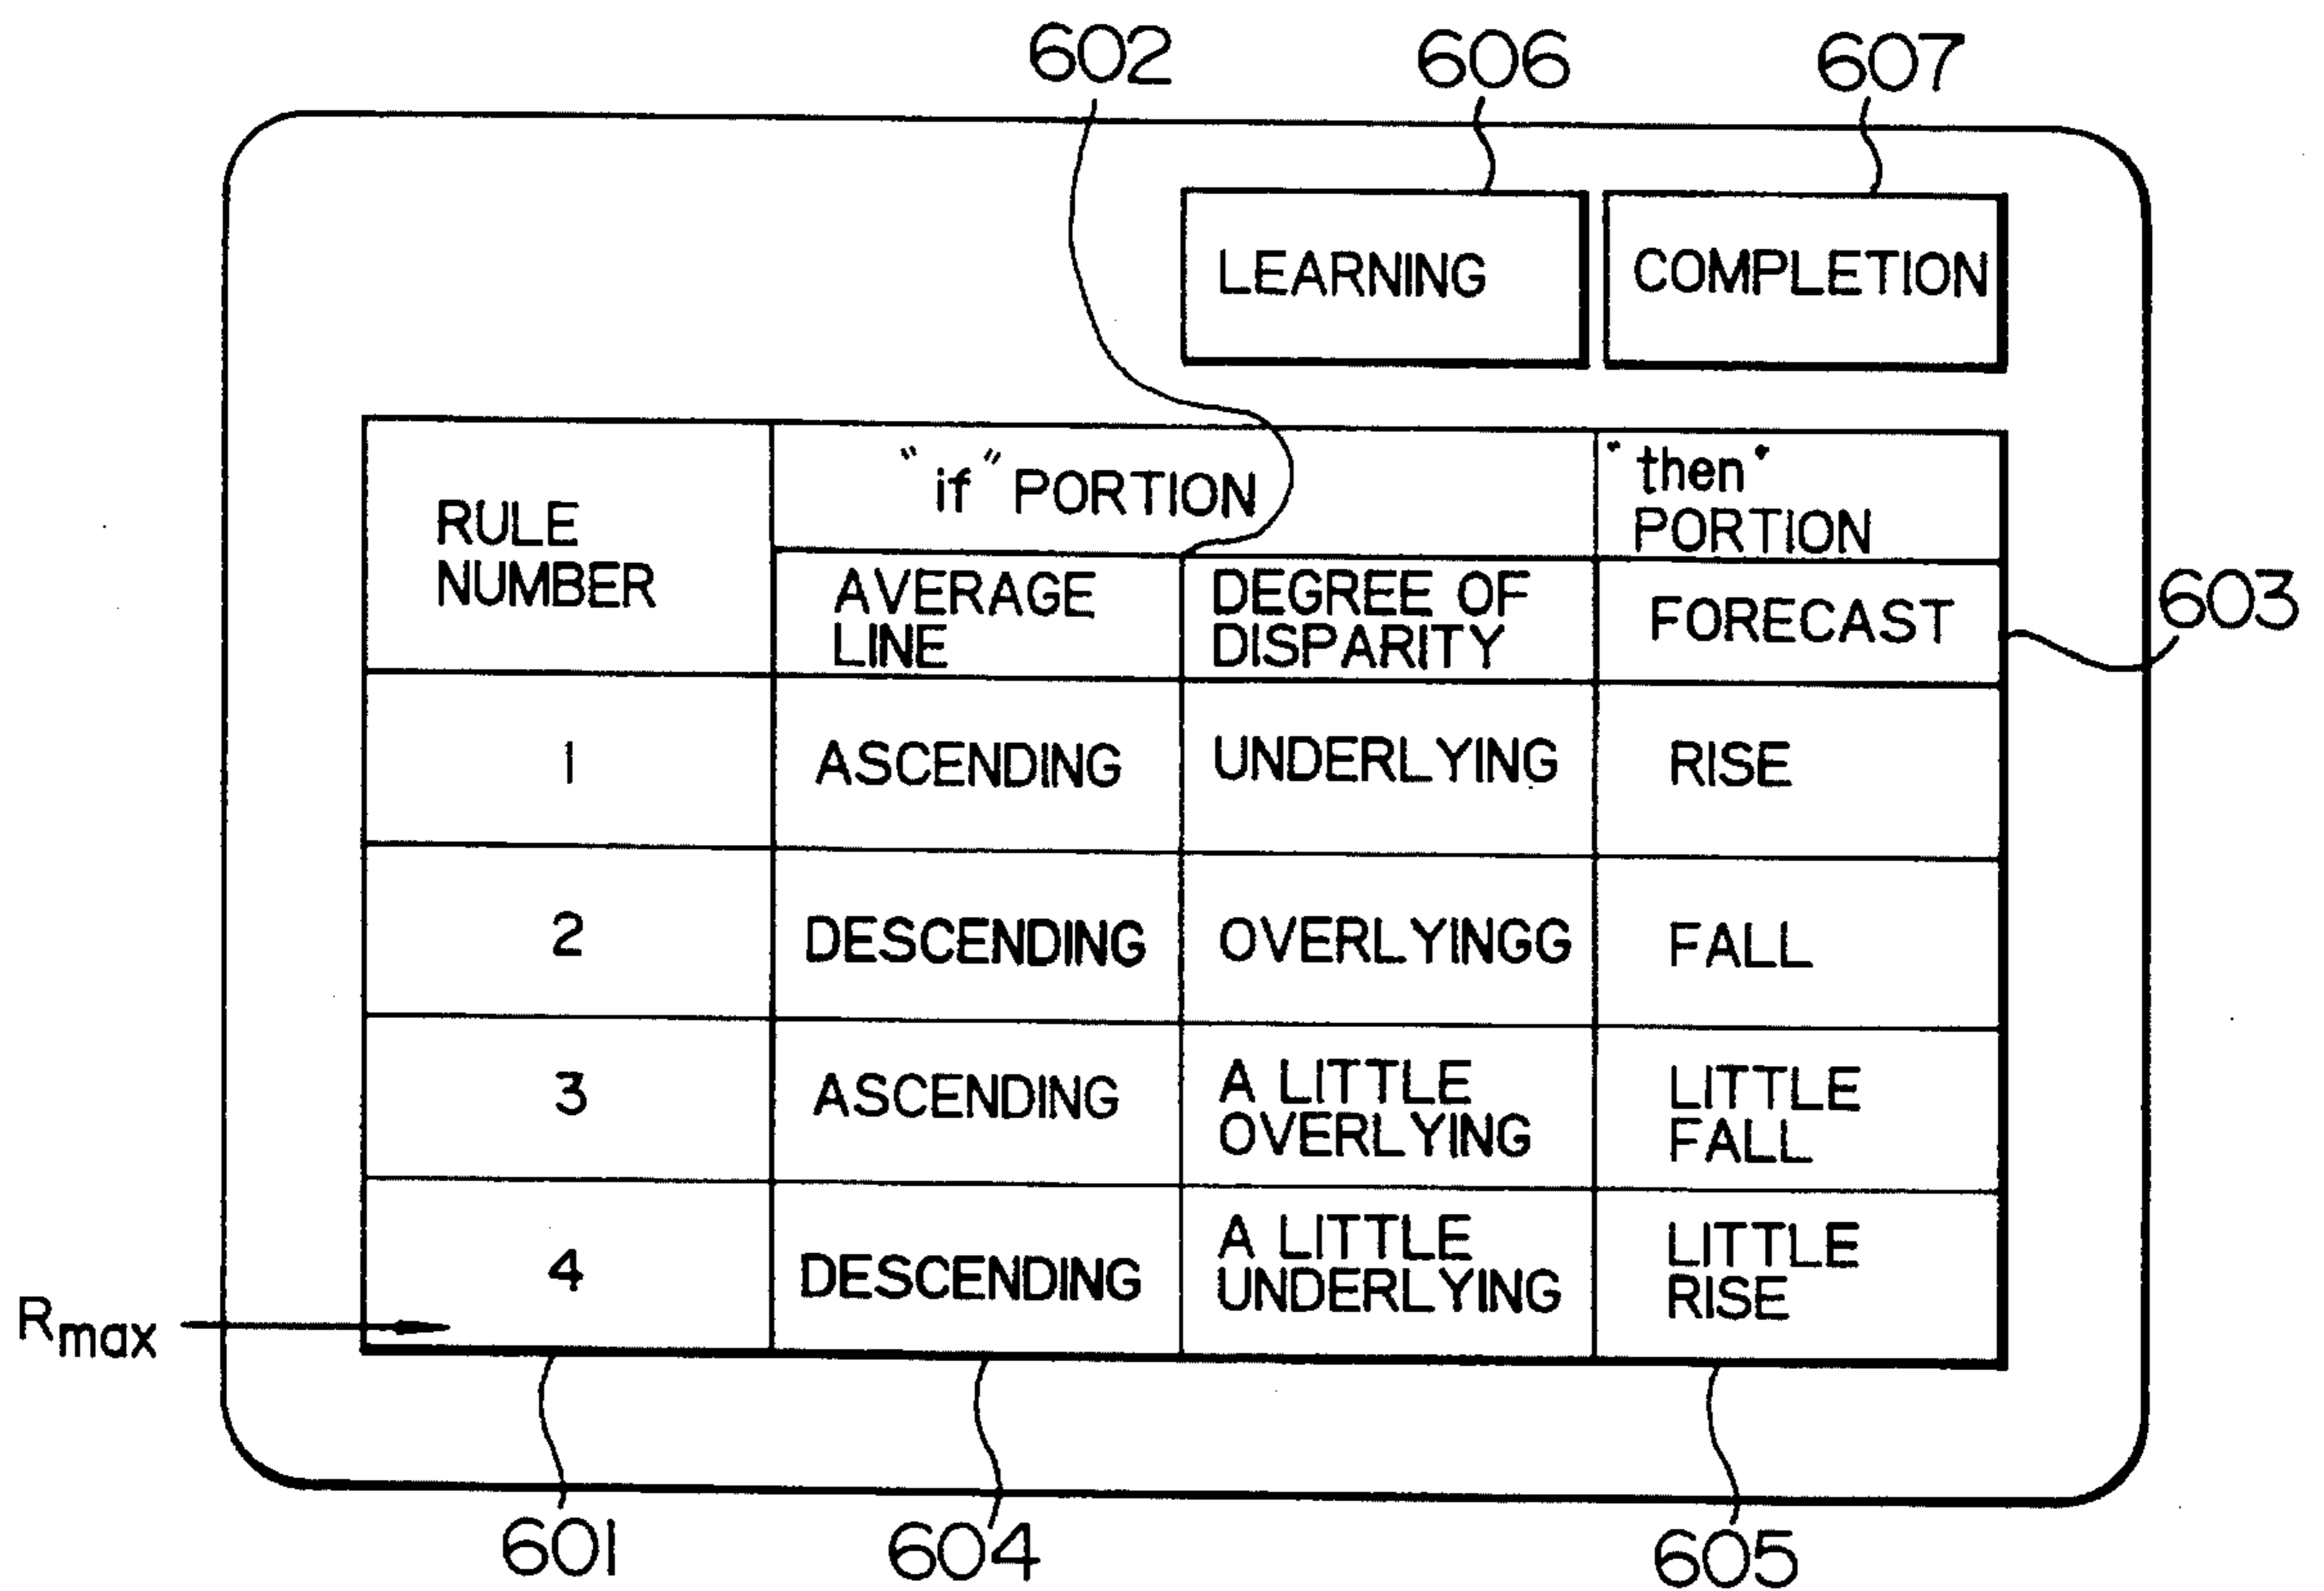 602 606 607
LEARNING COMPLETION
RULE
NUMBER
"if" PORTION
"then"
PORTION
AVERAGE
LINE
DEGREE OF
DISPARITY
FORECAST
603
1 ASCENDING UNDERLYING RISE
2 DESCENDING OVERLYINGG FALL
3 ASCENDING A LITTLE
OVERLYING
LITTLE
FALL
4 DESCENDING A LITTLE
UNDERLYING
LITTLE
RISE
Rmax
601 604 605